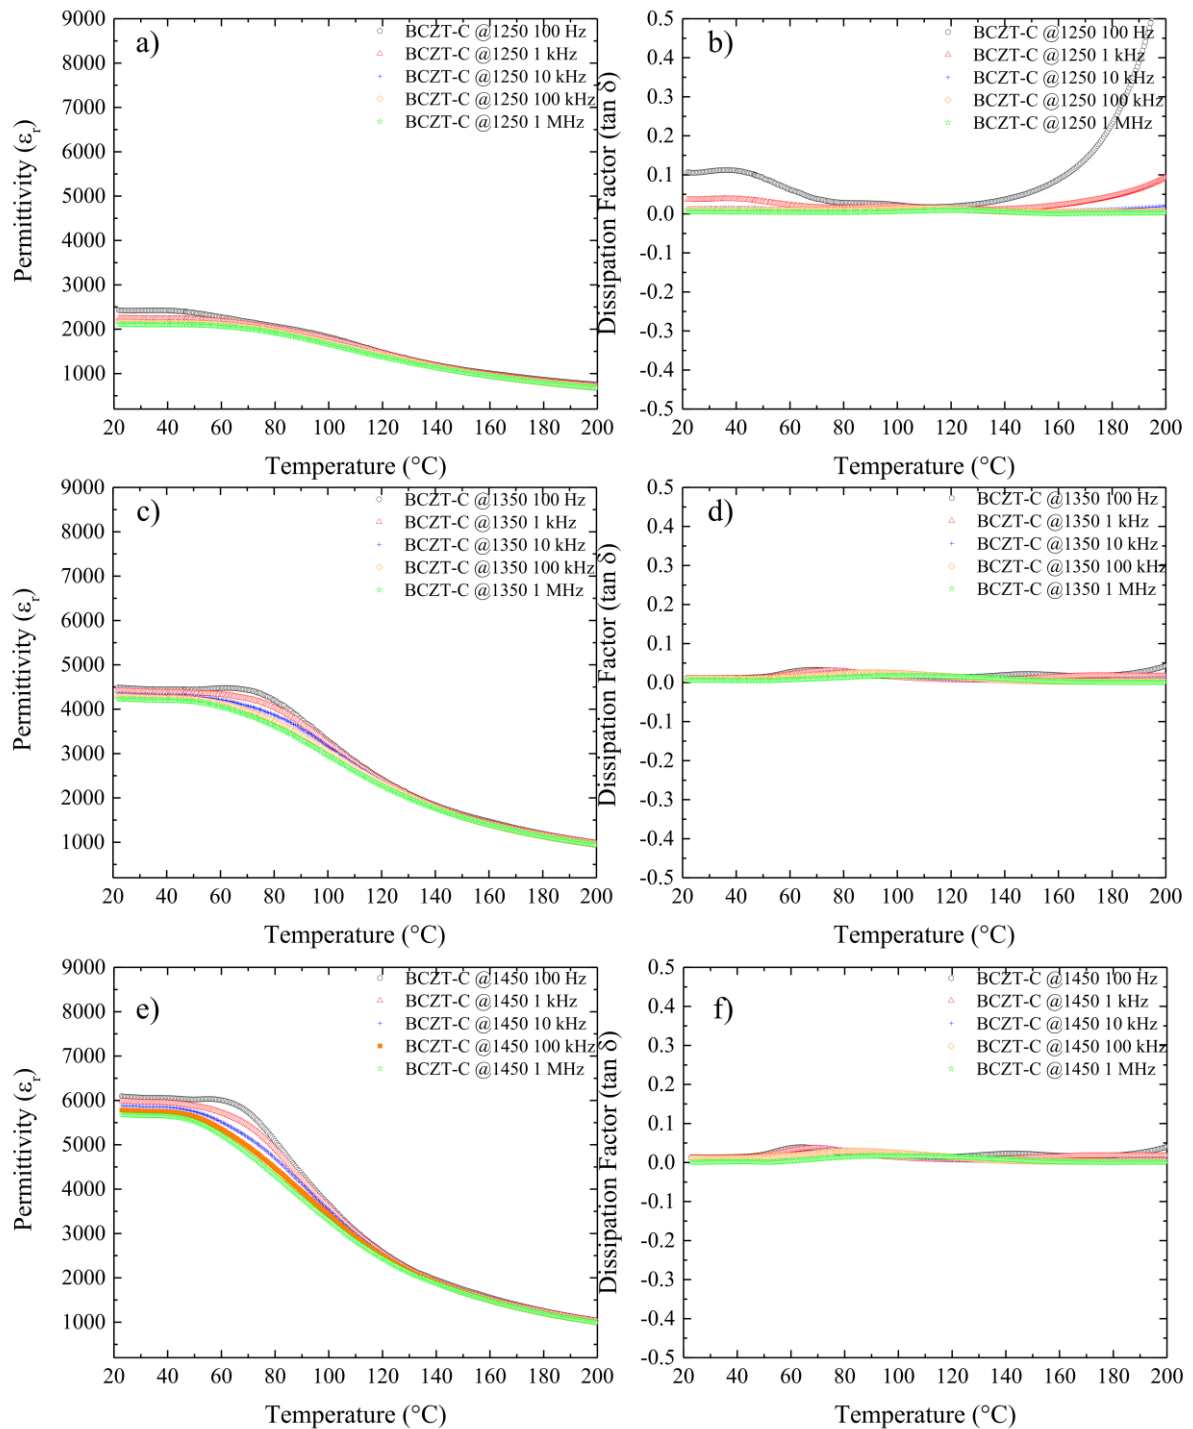 a)
BCZT-C @1250 100 Hz
BCZT-C @1250 1 kHz
BCZT-C @1250 10 kHz
BCZT-C @1250 100 kHz
BCZT-C @1250 1 MHz
Permittivity (εr)
9000
8000
7000
6000
5000
4000
3000
2000
1000
20 40 60 80 100 120 140 160 180 200
Temperature (°C)
b)
BCZT-C @1250 100 Hz
BCZT-C @1250 1 kHz
BCZT-C @1250 10 kHz
BCZT-C @1250 100 kHz
BCZT-C @1250 1 MHz
Dissipation Factor (tan δ)
0.5
0.4
0.3
0.2
0.1
0.0
-0.1
-0.2
-0.3
-0.4
-0.5
20 40 60 80 100 120 140 160 180 200
Temperature (°C)
c)
BCZT-C @1350 100 Hz
BCZT-C @1350 1 kHz
BCZT-C @1350 10 kHz
BCZT-C @1350 100 kHz
BCZT-C @1350 1 MHz
Permittivity (εr)
9000
8000
7000
6000
5000
4000
3000
2000
1000
20 40 60 80 100 120 140 160 180 200
Temperature (°C)
d)
BCZT-C @1350 100 Hz
BCZT-C @1350 1 kHz
BCZT-C @1350 10 kHz
BCZT-C @1350 100 kHz
BCZT-C @1350 1 MHz
Dissipation Factor (tan δ)
0.5
0.4
0.3
0.2
0.1
0.0
-0.1
-0.2
-0.3
-0.4
-0.5
20 40 60 80 100 120 140 160 180 200
Temperature (°C)
e)
BCZT-C @1450 100 Hz
BCZT-C @1450 1 kHz
BCZT-C @1450 10 kHz
BCZT-C @1450 100 kHz
BCZT-C @1450 1 MHz
Permittivity (εr)
9000
8000
7000
6000
5000
4000
3000
2000
1000
20 40 60 80 100 120 140 160 180 200
Temperature (°C)
f)
BCZT-C @1450 100 Hz
BCZT-C @1450 1 kHz
BCZT-C @1450 10 kHz
BCZT-C @1450 100 kHz
BCZT-C @1450 1 MHz
Dissipation Factor (tan δ)
0.5
0.4
0.3
0.2
0.1
0.0
-0.1
-0.2
-0.3
-0.4
-0.5
20 40 60 80 100 120 140 160 180 200
Temperature (°C)